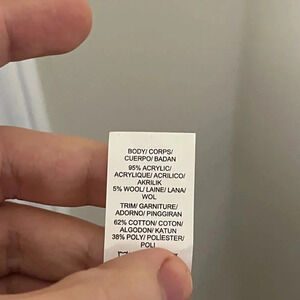 BODY/ CORPS/
CUERPO/ BADAN
95% ACRYLIC/
ACRYLIQUE/ ACRILICO/
AKRILIK
5% WOOL/ LAINE/ LANA/
WOL
TRIM/ GARNITURE/
ADORNO/ PINGGIRAN
62% COTTON/ COTON/
ALGODON/ KATUN
38% POLY/ POLIESTER/
POLI